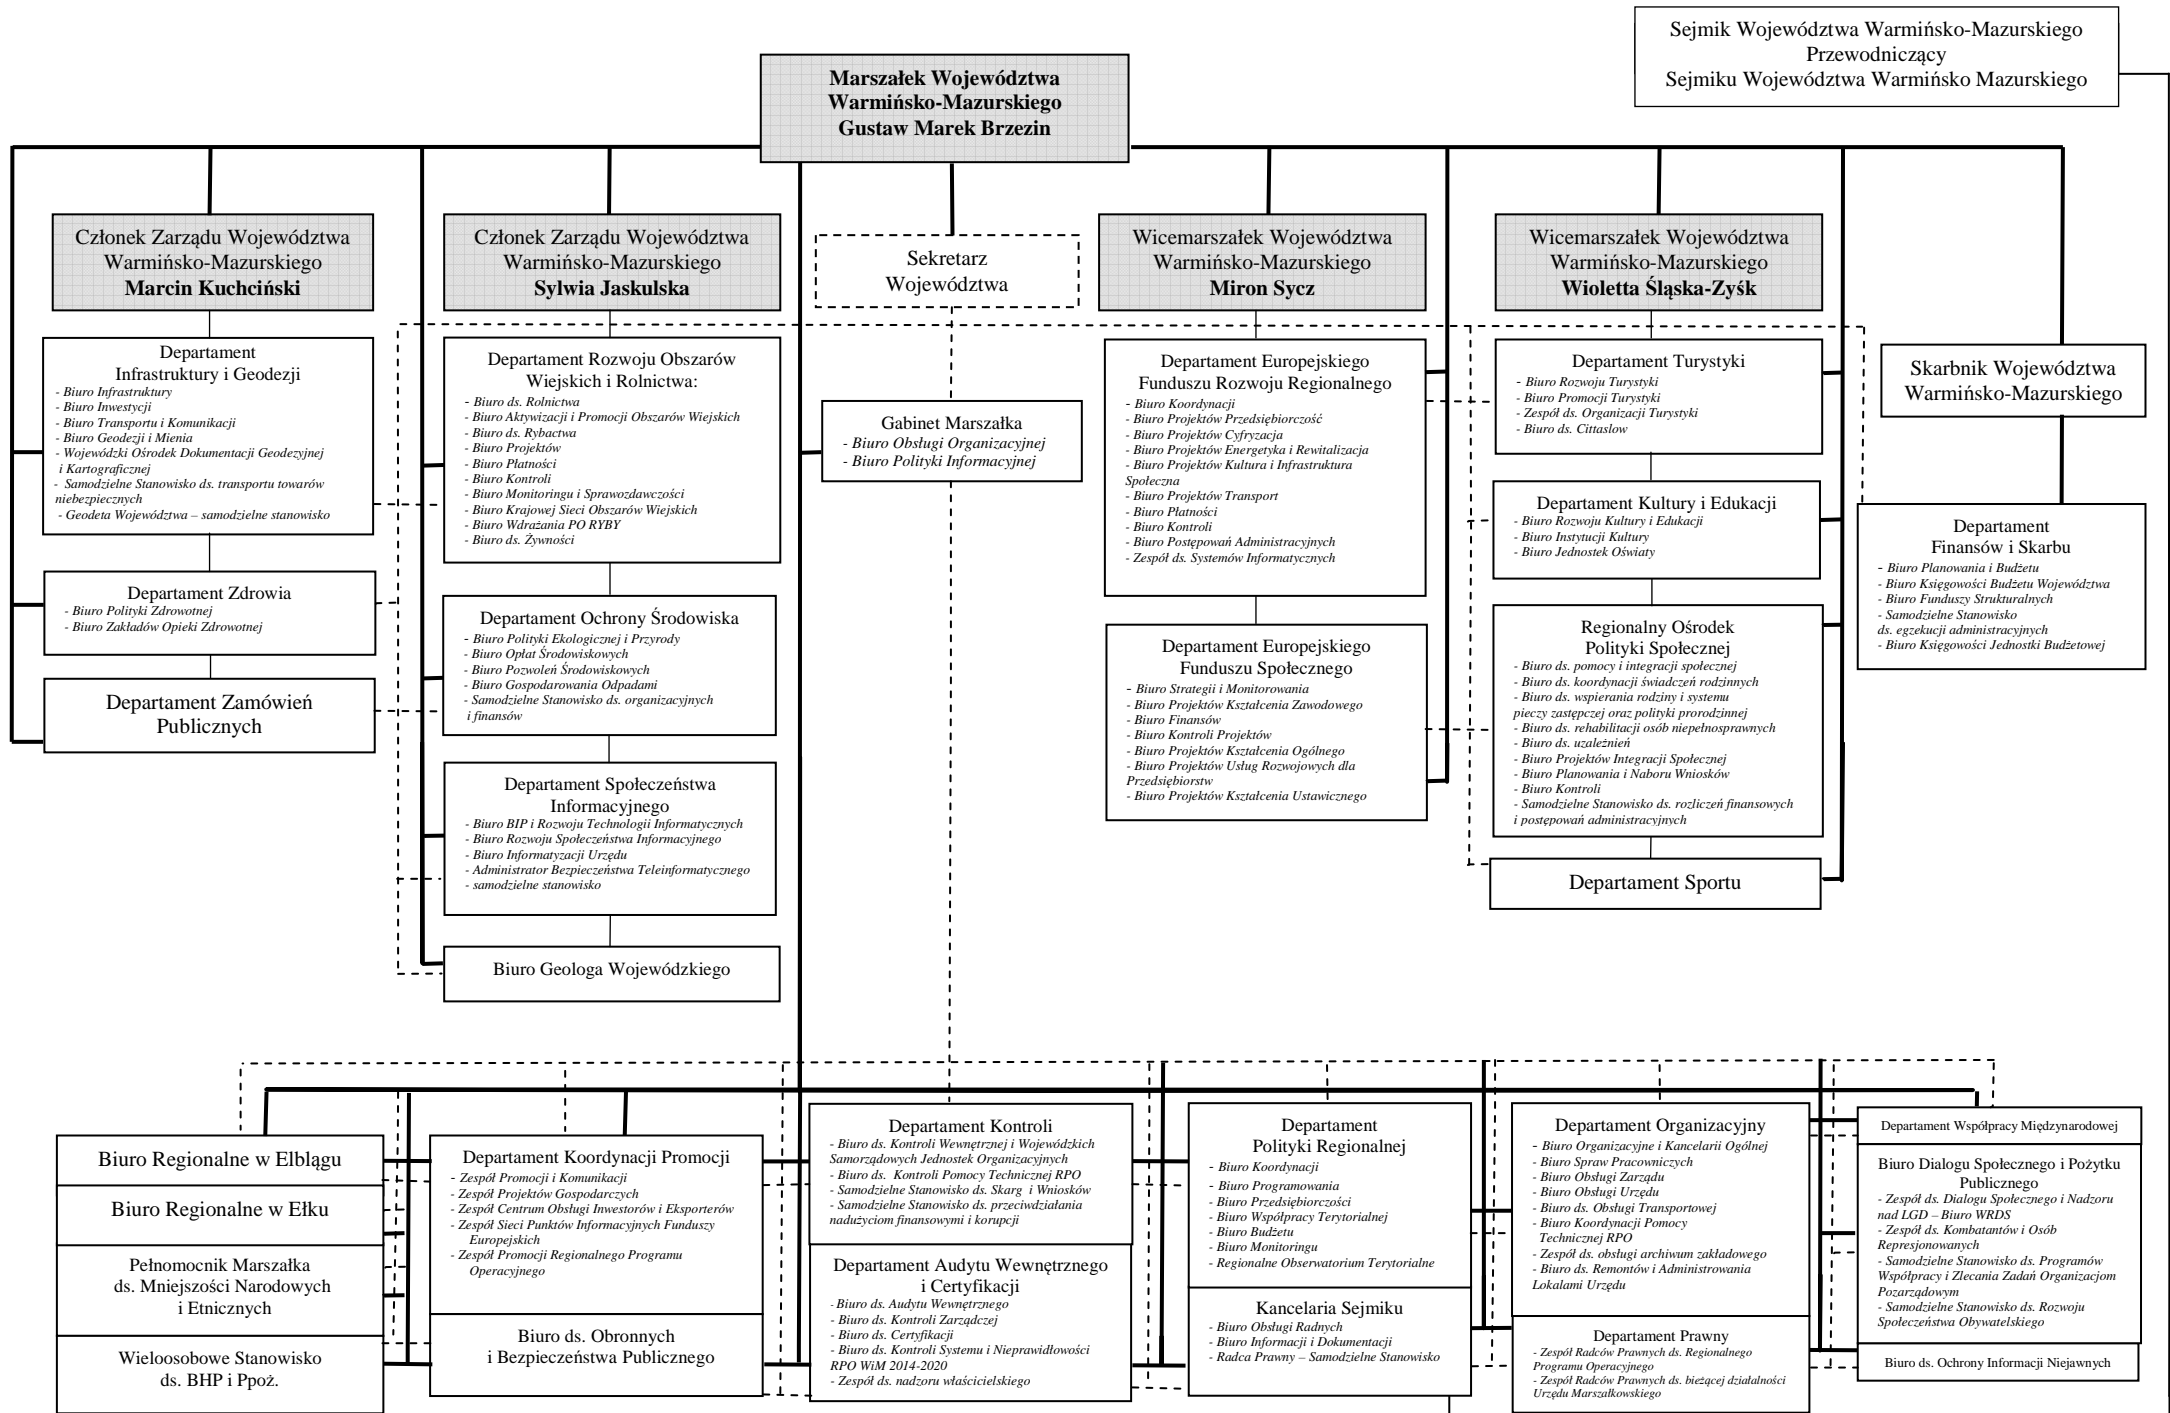 Sejmik Województwa Warmińsko-Mazurskiego
Przewodniczący
Sejmiku Województwa Warmińsko Mazurskiego
Marszałek Województwa
Warmińsko-Mazurskiego
Gustaw Marek Brzezin
Członek Zarządu Województwa
Warmińsko-Mazurskiego
Marcin Kuchciński
Członek Zarządu Województwa
Warmińsko-Mazurskiego
Sylwia Jaskulska
Sekretarz
Województwa
Wicemarszałek Województwa
Warmińsko-Mazurskiego
Miron Sycz
Wicemarszałek Województwa
Warmińsko-Mazurskiego
Wioletta Śląska-Zyśk
Departament
Infrastruktury i Geodezji
- Biuro Infrastruktury
- Biuro Inwestycji
- Biuro Transportu i Komunikacji
- Biuro Geodezji i Mienia
- Wojewódzki Ośrodek Dokumentacji Geodezyjnej
i Kartograficznej
- Samodzielne Stanowisko ds. transportu towarów
niebezpiecznych
- Geodeta Województwa – samodzielne stanowisko
Departament Zdrowia
- Biuro Polityki Zdrowotnej
- Biuro Zakładów Opieki Zdrowotnej
Departament Zamówień
Publicznych
Departament Rozwoju Obszarów
Wiejskich i Rolnictwa:
- Biuro ds. Rolnictwa
- Biuro Aktywizacji i Promocji Obszarów Wiejskich
- Biuro ds. Rybactwa
- Biuro Projektów
- Biuro Płatności
- Biuro Kontroli
- Biuro Monitoringu i Sprawozdawczości
- Biuro Krajowej Sieci Obszarów Wiejskich
- Biuro Wdrażania PO RYBY
- Biuro ds. Żywności
Departament Ochrony Środowiska
- Biuro Polityki Ekologicznej i Przyrody
- Biuro Opłat Środowiskowych
- Biuro Pozwoleń Środowiskowych
- Biuro Gospodarowania Odpadami
- Samodzielne Stanowisko ds. organizacyjnych
i finansów
Departament Społeczeństwa
Informacyjnego
- Biuro BIP i Rozwoju Technologii Informatycznych
- Biuro Rozwoju Społeczeństwa Informacyjnego
- Biuro Informatyzacji Urzędu
- Administrator Bezpieczeństwa Teleinformatycznego
- samodzielne stanowisko
Biuro Geologa Wojewódzkiego
Gabinet Marszałka
- Biuro Obsługi Organizacyjnej
- Biuro Polityki Informacyjnej
Departament Europejskiego
Funduszu Rozwoju Regionalnego
- Biuro Koordynacji
- Biuro Projektów Przedsiębiorczość
- Biuro Projektów Cyfryzacja
- Biuro Projektów Energetyka i Rewitalizacja
- Biuro Projektów Kultura i Infrastruktura
Społeczna
- Biuro Projektów Transport
- Biuro Płatności
- Biuro Kontroli
- Biuro Postępowań Administracyjnych
- Zespół ds. Systemów Informatycznych
Departament Europejskiego
Funduszu Społecznego
- Biuro Strategii i Monitorowania
- Biuro Projektów Kształcenia Zawodowego
- Biuro Finansów
- Biuro Kontroli Projektów
- Biuro Projektów Kształcenia Ogólnego
- Biuro Projektów Usług Rozwojowych dla
Przedsiębiorstw
- Biuro Projektów Kształcenia Ustawicznego
Departament Turystyki
- Biuro Rozwoju Turystyki
- Biuro Promocji Turystyki
- Zespół ds. Organizacji Turystyki
- Biuro ds. Cittaslow
Departament Kultury i Edukacji
- Biuro Rozwoju Kultury i Edukacji
- Biuro Instytucji Kultury
- Biuro Jednostek Oświaty
Regionalny Ośrodek
Polityki Społecznej
- Biuro ds. pomocy i integracji społecznej
- Biuro ds. koordynacji świadczeń rodzinnych
- Biuro ds. wspierania rodziny i systemu
pieczy zastępczej oraz polityki prorodzinnej
- Biuro ds. rehabilitacji osób niepełnosprawnych
- Biuro ds. uzależnień
- Biuro Projektów Integracji Społecznej
- Biuro Planowania i Naboru Wniosków
- Biuro Kontroli
- Samodzielne Stanowisko ds. rozliczeń finansowych
i postępowań administracyjnych
Departament Sportu
Skarbnik Województwa
Warmińsko-Mazurskiego
Departament
Finansów i Skarbu
- Biuro Planowania i Budżetu
- Biuro Księgowości Budżetu Województwa
- Biuro Funduszy Strukturalnych
- Samodzielne Stanowisko
ds. egzekucji administracyjnych
- Biuro Księgowości Jednostki Budżetowej
Biuro Regionalne w Elblągu
Biuro Regionalne w Ełku
Pełnomocnik Marszałka
ds. Mniejszości Narodowych
i Etnicznych
Wieloosobowe Stanowisko
ds. BHP i Ppoż.
Departament Koordynacji Promocji
- Zespół Promocji i Komunikacji
- Zespół Projektów Gospodarczych
- Zespół Centrum Obsługi Inwestorów i Eksporterów
- Zespół Sieci Punktów Informacyjnych Funduszy
Europejskich
- Zespół Promocji Regionalnego Programu
Operacyjnego
Biuro ds. Obronnych
i Bezpieczeństwa Publicznego
Departament Kontroli
- Biuro ds. Kontroli Wewnętrznej i Wojewódzkich
Samorządowych Jednostek Organizacyjnych
- Biuro ds. Kontroli Pomocy Technicznej RPO
- Samodzielne Stanowisko ds. Skarg i Wniosków
- Samodzielne Stanowisko ds. przeciwdziałania
nadużyciom finansowymi i korupcji
Departament Audytu Wewnętrznego
i Certyfikacji
- Biuro ds. Audytu Wewnętrznego
- Biuro ds. Kontroli Zarządczej
- Biuro ds. Certyfikacji
- Biuro ds. Kontroli Systemu i Nieprawidłowości
RPO WiM 2014-2020
- Zespół ds. nadzoru właścicielskiego
Departament
Polityki Regionalnej
- Biuro Koordynacji
- Biuro Programowania
- Biuro Przedsiębiorczości
- Biuro Współpracy Terytorialnej
- Biuro Budżetu
- Biuro Monitoringu
- Regionalne Obserwatorium Terytorialne
Kancelaria Sejmiku
- Biuro Obsługi Radnych
- Biuro Informacji i Dokumentacji
- Radca Prawny – Samodzielne Stanowisko
Departament Organizacyjny
- Biuro Organizacyjne i Kancelarii Ogólnej
- Biuro Spraw Pracowniczych
- Biuro Obsługi Zarządu
- Biuro Obsługi Urzędu
- Biuro ds. Obsługi Transportowej
- Biuro Koordynacji Pomocy
Technicznej RPO
- Zespół ds. obsługi archiwum zakładowego
- Biuro ds. Remontów i Administrowania
Lokalami Urzędu
Departament Prawny
- Zespół Radców Prawnych ds. Regionalnego
Programu Operacyjnego
- Zespół Radców Prawnych ds. bieżącej działalności
Urzędu Marszałkowskiego
Departament Współpracy Międzynarodowej
Biuro Dialogu Społecznego i Pożytku
Publicznego
- Zespół ds. Dialogu Społecznego i Nadzoru
nad LGD – Biuro WRDS
- Zespół ds. Kombatantów i Osób
Represjonowanych
- Samodzielne Stanowisko ds. Programów
Współpracy i Zlecania Zadań Organizacjom
Pozarządowym
- Samodzielne Stanowisko ds. Rozwoju
Społeczeństwa Obywatelskiego
Biuro ds. Ochrony Informacji Niejawnych